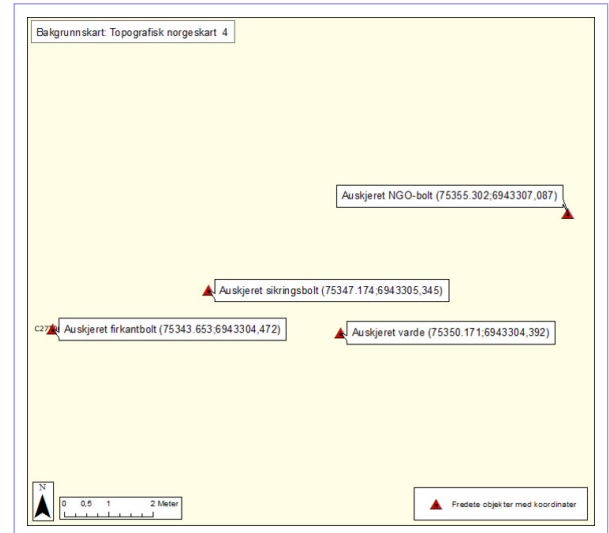 Bakgrunnskart: Topografisk norgeskart 4
Auskjeret NGO-bolt (75355.302;6943307,087)
Auskjeret sikringsbolt (75347.174;6943305,345)
Auskjeret firkantbolt (75343.653;6943304,472)
Auskjeret varde (75350.171;6943304,392)
N
0 0,5 1 2 Meter
Fredete objekter med koordinater